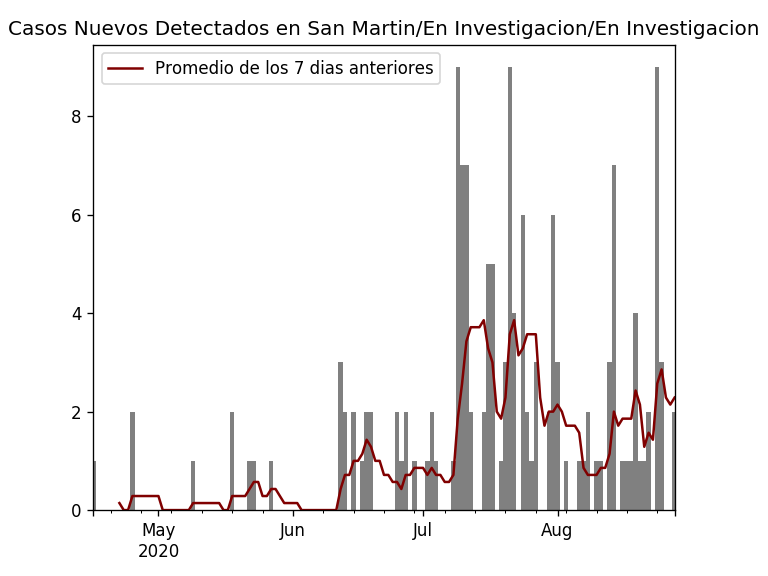 Casos Nuevos Detectados en San Martin/En Investigacion/En Investigacion
Promedio de los 7 dias anteriores
8
6
4
2
0
May Jun Jul Aug
2020